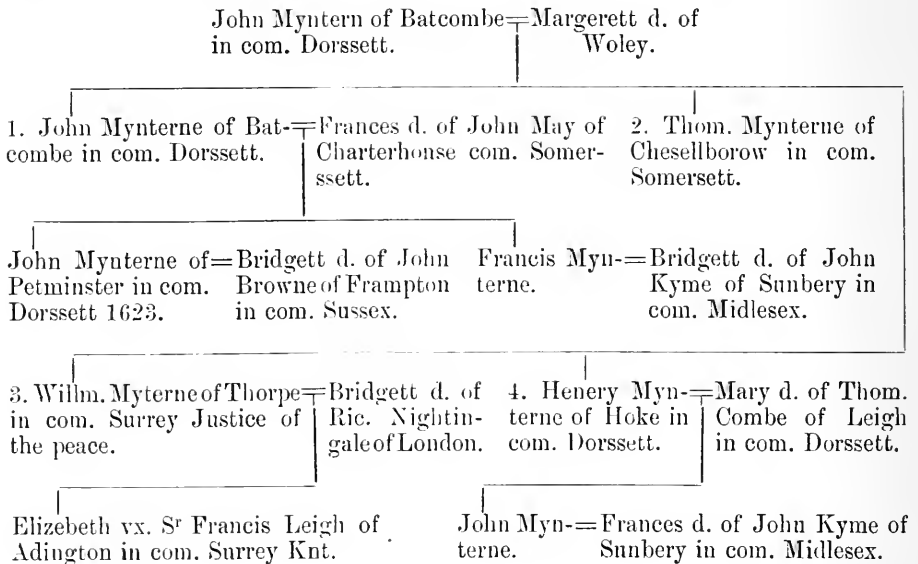 John Myntern of Batcombe=Margerett d. of
in com. Dorssett. Woley.
1. John Mynterne of Bat-=Frances d. of John May of 2. Thom. Mynterne of
combe in com. Dorssett. Charterhonse com. Somer- Chesellborow in com.
ssett. Somersett.
John Mynterne of=Bridgett d. of John Francis Myn-=Bridgett d. of John
Petminster in com. Browne of Frampton terne. Kyme of Sunbery in
Dorssett 1623. in com. Sussex. com. Midlesex.
3. Willm. Myterne of Thorpe=Bridgett d. of 4. Henery Myn-=Mary d. of Thom.
in com. Surrey Justice of Ric. Nightin- terne of Hoke in Combe of Leigh
the peace. gale of London. com. Dorssett. in com. Dorssett.
Elizebeth vx. Sr Francis Leigh of John Myn-=Frances d. of John Kyme of
Adington in com. Surrey Knt. terne. Sunbery in com. Midlesex.